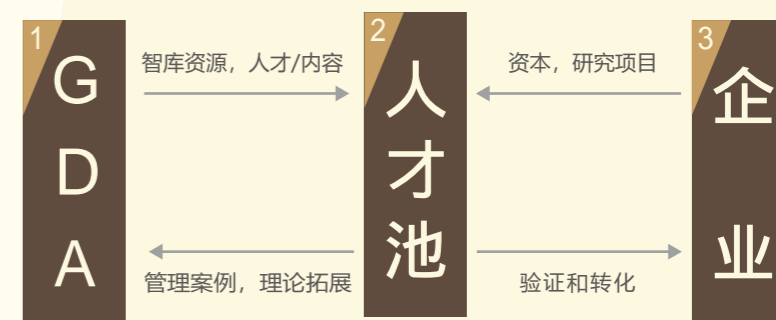 1
GDA
智库资源，人才/内容
管理案例，理论拓展
2
人才池
资本，研究项目
验证和转化
3
企业